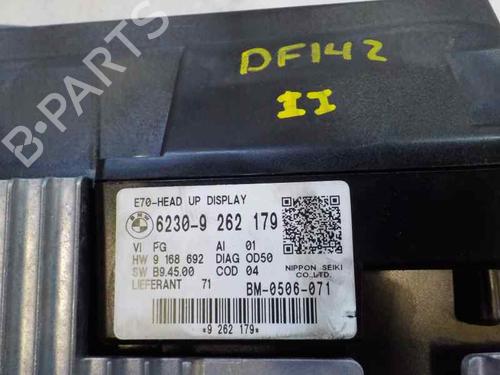 B-PARTS
DF142
II
E70-HEAD UP DISPLAY
BMW 6230-9 262 179
VI FG AI 01
HW 9 168 692 DIAG OD50
SW B9.45.00 COD 04
LIEFERANT 71
NIPPON SEIKI
CO.,LTD.
BM-0506-071
*9 262 179*